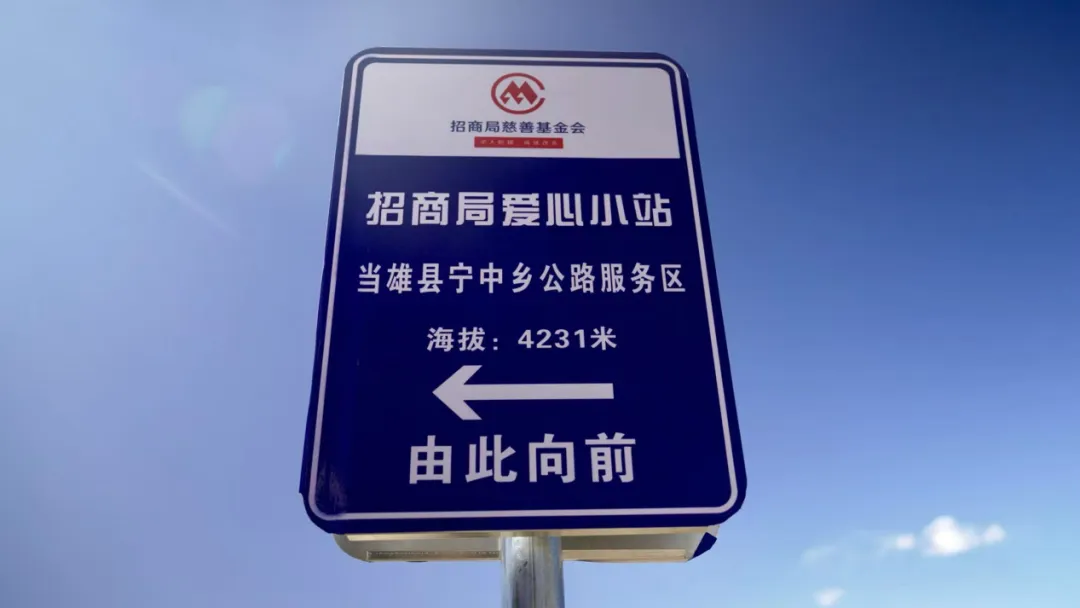 招商局慈善基金会
招商局爱心小站
当雄县宁中乡公路服务区
海拔：4231米
由此向前